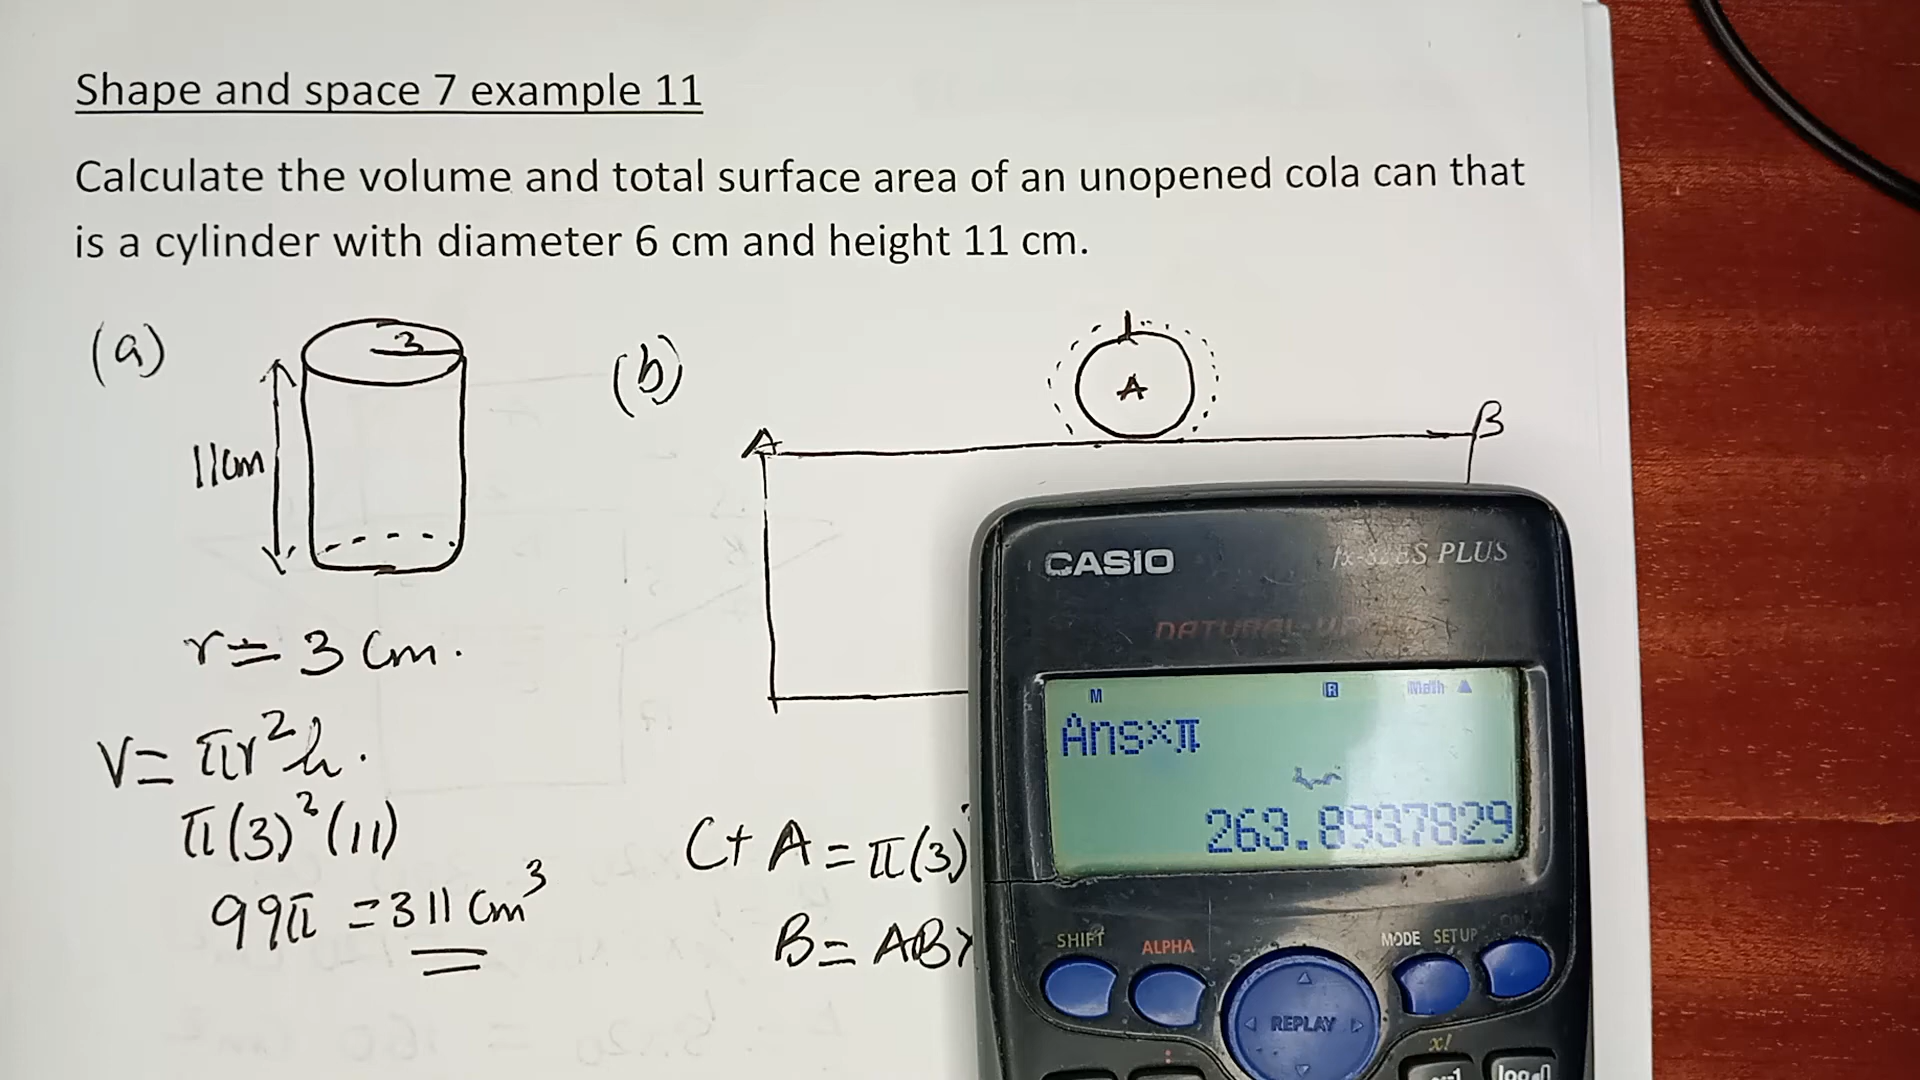 Shape and space 7 example 11
Calculate the volume and total surface area of an unopened cola can that
is a cylinder with diameter 6 cm and height 11 cm.
(a)
3
11cm
r = 3 cm.
V = πr²h.
π(3)²(11)
99π = 311 cm³
(b)
A
A
B
C + A = π(3)
B = AB×
CASIO
fx-82ES PLUS
M R Math ▲
Ans×π
263.8937829
SHIFT
ALPHA
MODE SETUP
ON
REPLAY
x!